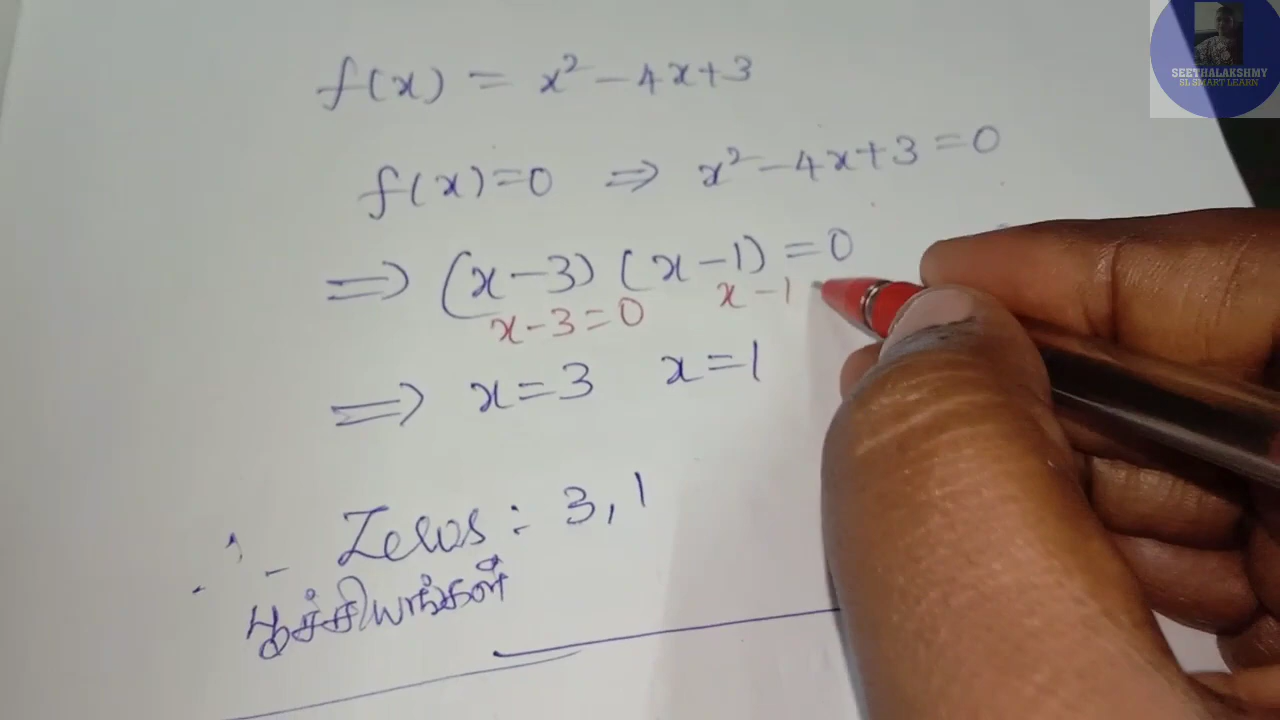 SEETHALAKSHMY
SL SMART LEARN
f(x) = x² - 4x + 3
f(x) = 0 ⇒ x² - 4x + 3 = 0
⇒ (x - 3) (x - 1) = 0
x - 3 = 0 x - 1
⇒ x = 3 x = 1
∴ Zeros : 3, 1
பூச்சியங்கள்